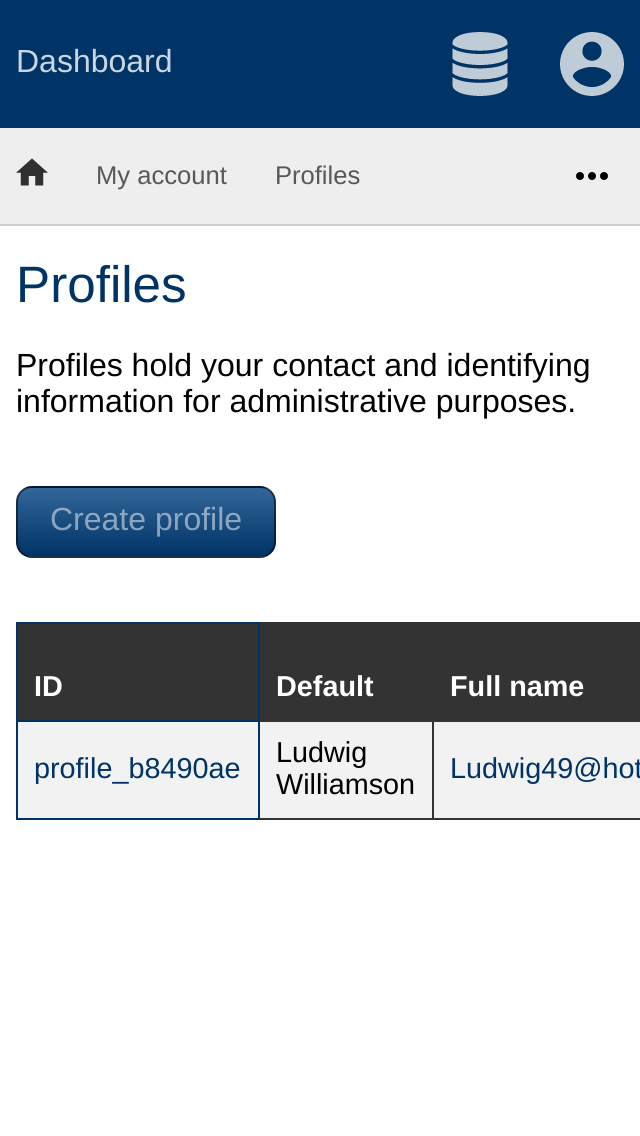 Dashboard
My account Profiles
Profiles
Profiles hold your contact and identifying
information for administrative purposes.
Create profile
ID Default Full name
profile_b8490ae Ludwig Williamson Ludwig49@hot